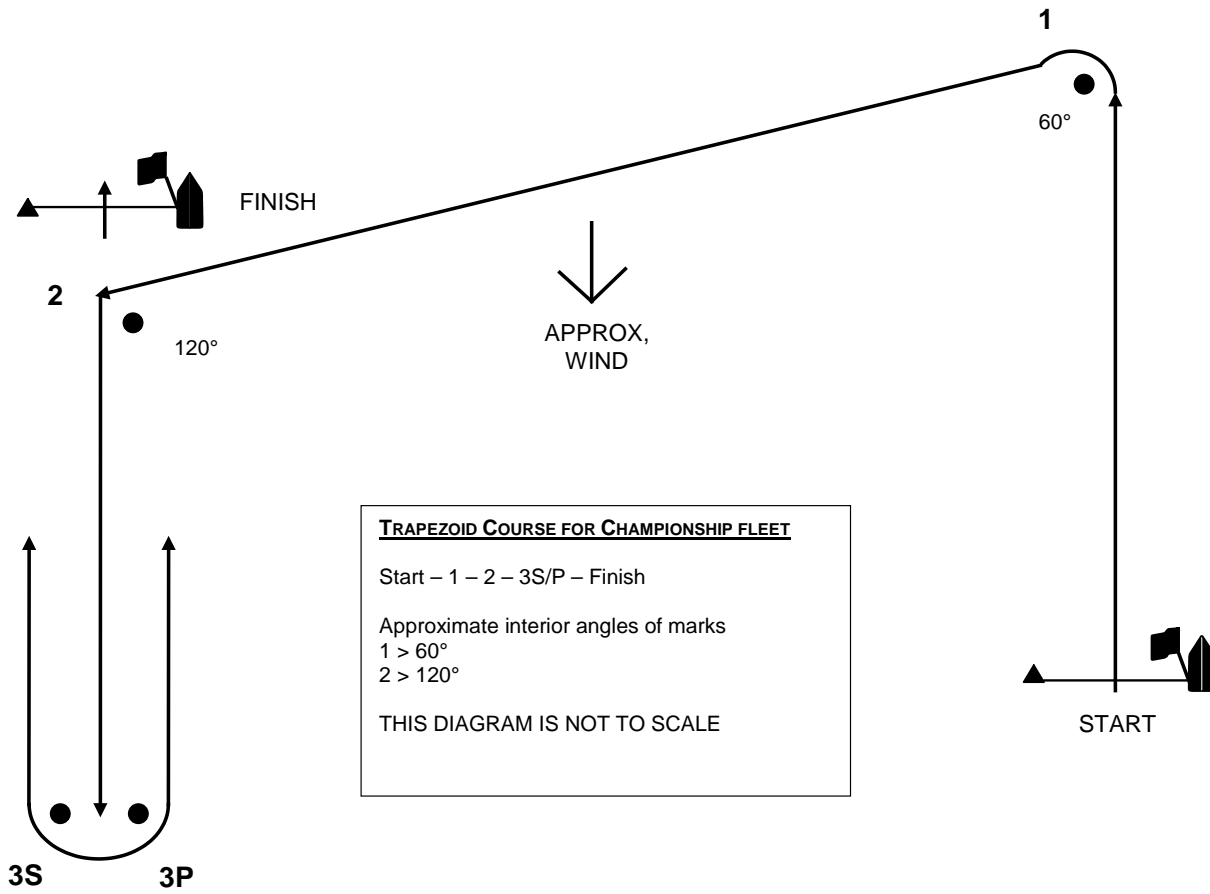 1
60°
FINISH
2
120°
APPROX,
WIND
TRAPEZOID COURSE FOR CHAMPIONSHIP FLEET
Start – 1 – 2 – 3S/P – Finish
Approximate interior angles of marks
1 > 60°
2 > 120°
THIS DIAGRAM IS NOT TO SCALE
START
3S
3P